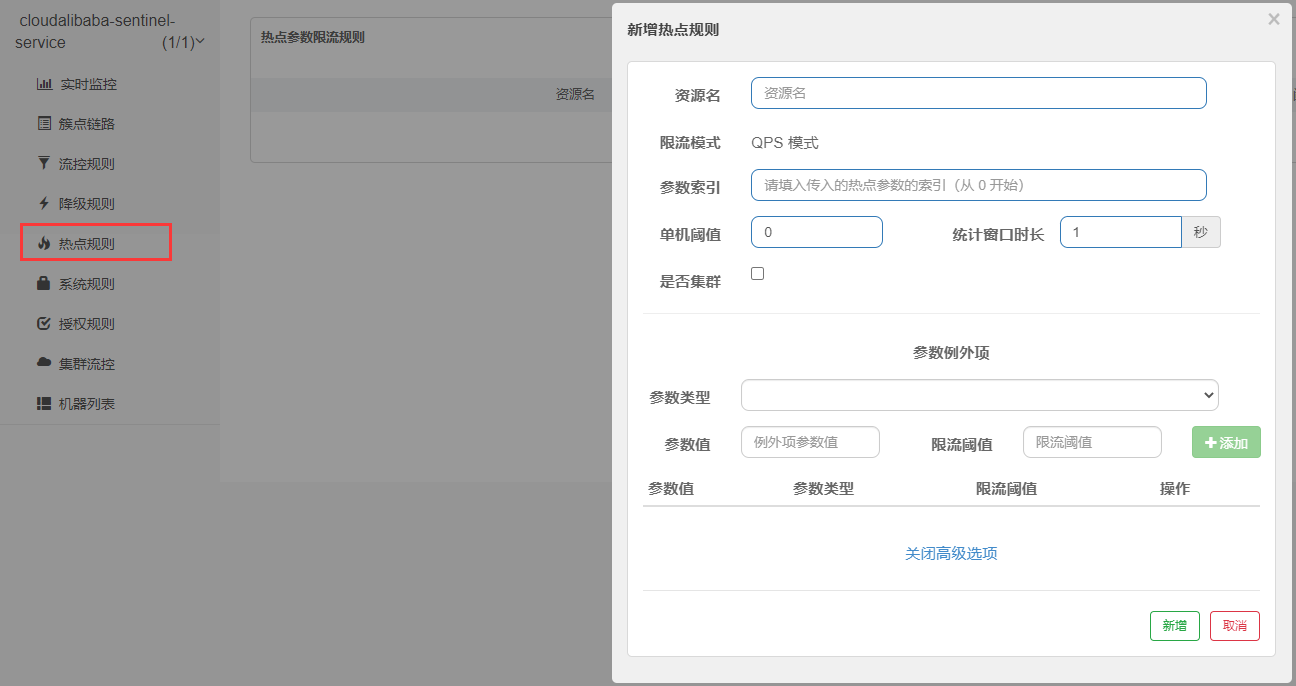 cloudalibaba-sentinel-
service (1/1)
实时监控
簇点链路
流控规则
降级规则
热点规则
系统规则
授权规则
集群流控
机器列表
热点参数限流规则
资源名
新增热点规则
×
资源名 资源名
限流模式 QPS 模式
参数索引 请填入传入的热点参数的索引（从 0 开始）
单机阈值 0 统计窗口时长 1 秒
是否集群
参数例外项
参数类型
参数值 例外项参数值 限流阈值 限流阈值 +添加
参数值 参数类型 限流阈值 操作
关闭高级选项
新增 取消